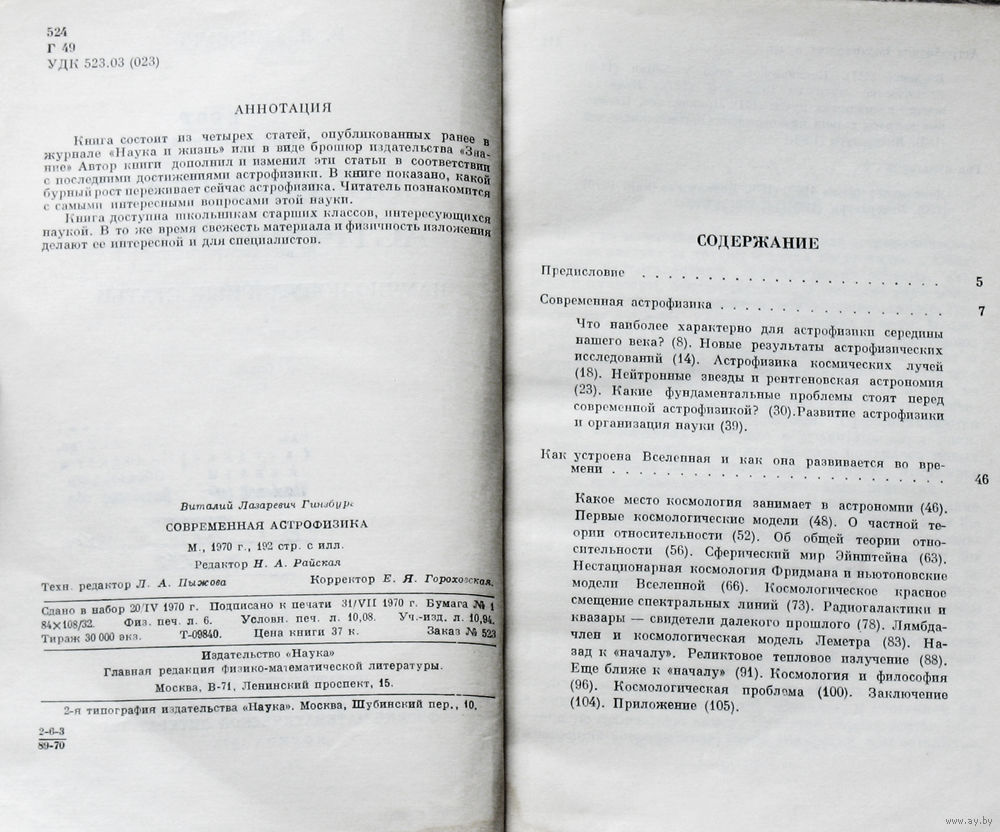 524
Г 49
УДК 523.03 (023)
АННОТАЦИЯ
Книга состоит из четырех статей, опубликованных ранее в
журнале «Наука и жизнь» или в виде брошюр издательства «Зна-
ние» Автор книги дополнил и изменил эти статьи в соответствии
с последними достижениями астрофизики. В книге показано, какой
бурный рост переживает сейчас астрофизика. Читатель познакомится
с самыми интересными вопросами этой науки.
Книга доступна школьникам старших классов, интересующихся
наукой. В то же время свежесть материала и физичность изложения
делают ее интересной и для специалистов.
Виталий Лазаревич Гинзбург
СОВРЕМЕННАЯ АСТРОФИЗИКА
М., 1970 г., 192 стр. с илл.
Редактор Н. А. Райская
Техн. редактор Л. А. Пыжова Корректор Е. Я. Гороховская.
Сдано в набор 20/IV 1970 г. Подписано к печати 31/VII 1970 г. Бумага № 1
84×108/32. Физ. печ. л. 6. Условн. печ. л. 10,08. Уч.-изд. л. 10,94.
Тираж 30 000 экз. Т-09840. Цена книги 37 к. Заказ № 523
Издательство «Наука»
Главная редакция физико-математической литературы.
Москва, В-71, Ленинский проспект, 15.
2-я типография издательства «Наука». Москва, Шубинский пер., 10.
2-6-3
89-70
СОДЕРЖАНИЕ
Предисловие . . . . . . . . . . . . . . . . . . . . 5
Современная астрофизика . . . . . . . . . . . . . . . . 7
Что наиболее характерно для астрофизики середины
нашего века? (8). Новые результаты астрофизических
исследований (14). Астрофизика космических лучей
(18). Нейтронные звезды и рентгеновская астрономия
(23). Какие фундаментальные проблемы стоят перед
современной астрофизикой? (30).Развитие астрофизики
и организация науки (39).
Как устроена Вселенная и как она развивается во вре-
мени . . . . . . . . . . . . . . . . . . . . . . . 46
Какое место космология занимает в астрономии (46).
Первые космологические модели (48). О частной те-
ории относительности (52). Об общей теории отно-
сительности (56). Сферический мир Эйнштейна (63).
Нестационарная космология Фридмана и ньютоновские
модели Вселенной (66). Космологическое красное
смещение спектральных линий (73). Радиогалактики и
квазары — свидетели далекого прошлого (78). Лямбда-
член и космологическая модель Леметра (83). На-
зад к «началу». Реликтовое тепловое излучение (88).
Еще ближе к «началу» (91). Космология и философия
(96). Космологическая проблема (100). Заключение
(104). Приложение (105).
www.ay.by